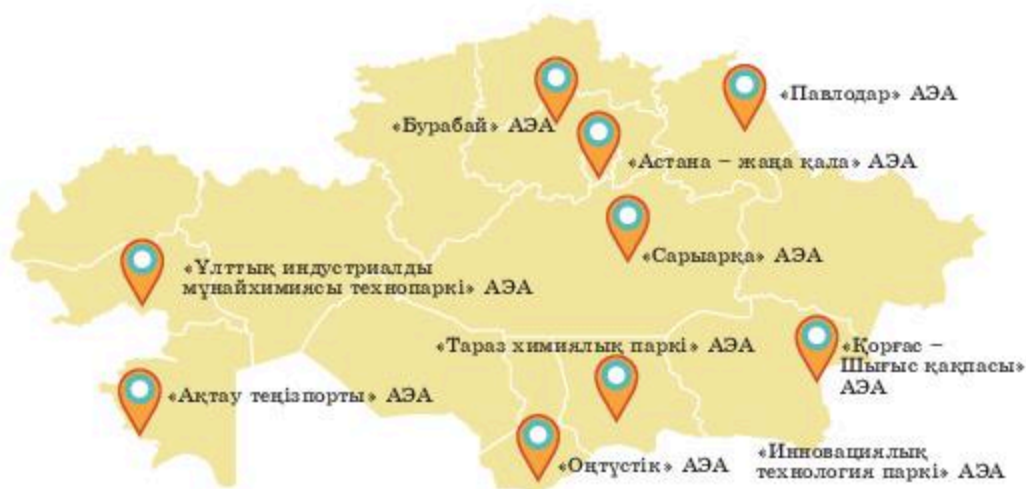 «Павлодар» АЭА
«Бурабай» АЭА
«Астана – жаңа қала» АЭА
«Сарыарқа» АЭА
«Ұлттық индустриалды
мұнайхимиясы технопаркі» АЭА
«Тараз химиялық паркі» АЭА
«Қорғас –
Шығыс қақпасы»
АЭА
«Ақтау теңізпорты» АЭА
«Оңтүстік» АЭА
«Инновациялық
технология паркі» АЭА